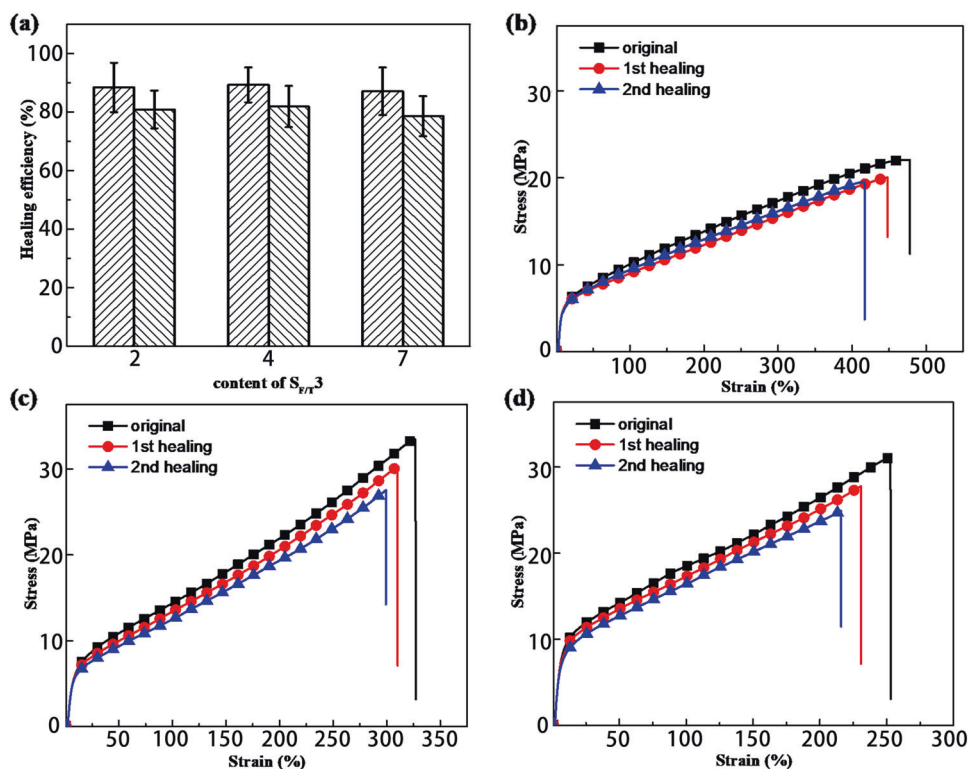 (a)
Healing efficiency (%)
100
80
60
40
20
0
2 4 7
content of S_F/T3
(b)
original
1st healing
2nd healing
Stress (MPa)
30
20
10
0
100 200 300 400 500
Strain (%)
(c)
original
1st healing
2nd healing
Stress (MPa)
30
20
10
0
50 100 150 200 250 300 350
Strain (%)
(d)
original
1st healing
2nd healing
Stress (MPa)
30
20
10
0
50 100 150 200 250 300
Strain (%)